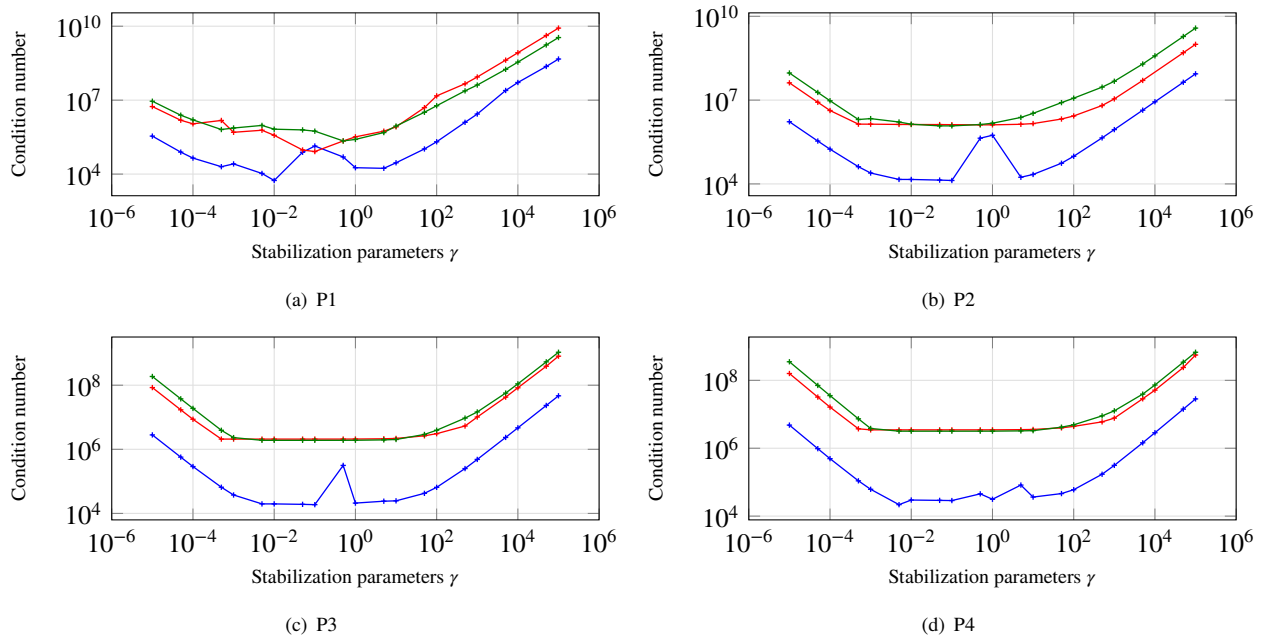 Condition number
10^10
10^7
10^4
10^−6 10^−4 10^−2 10^0 10^2 10^4 10^6
Stabilization parameters γ
(a) P1
Condition number
10^10
10^7
10^4
10^−6 10^−4 10^−2 10^0 10^2 10^4 10^6
Stabilization parameters γ
(b) P2
Condition number
10^8
10^6
10^4
10^−6 10^−4 10^−2 10^0 10^2 10^4 10^6
Stabilization parameters γ
(c) P3
Condition number
10^8
10^6
10^4
10^−6 10^−4 10^−2 10^0 10^2 10^4 10^6
Stabilization parameters γ
(d) P4